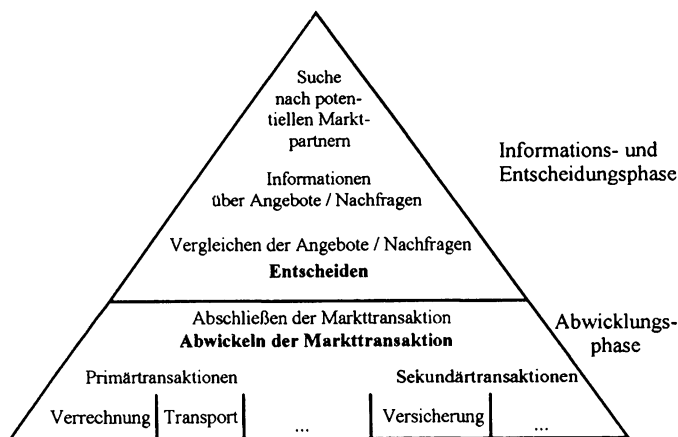 Suche
nach poten-
tiellen Markt-
partnern
Informationen
über Angebote / Nachfragen
Vergleichen der Angebote / Nachfragen
Entscheiden
Informations- und
Entscheidungsphase
Abschließen der Markttransaktion
Abwickeln der Markttransaktion
Abwicklungs-
phase
Primärtransaktionen
Sekundärtransaktionen
Verrechnung
Transport
...
Versicherung
...